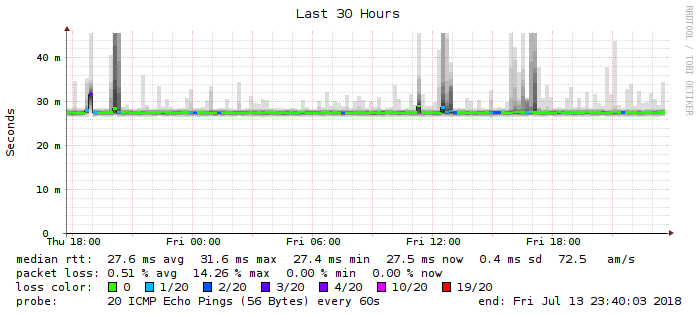 Last 30 Hours
RRDTOOL / TOBI OETIKER
Seconds
40 m
30 m
20 m
10 m
0
Thu 18:00 Fri 00:00 Fri 06:00 Fri 12:00 Fri 18:00
median rtt: 27.6 ms avg 31.6 ms max 27.4 ms min 27.5 ms now 0.4 ms sd 72.5 am/s
packet loss: 0.51 % avg 14.26 % max 0.00 % min 0.00 % now
loss color: 0 1/20 2/20 3/20 4/20 10/20 19/20
probe: 20 ICMP Echo Pings (56 Bytes) every 60s end: Fri Jul 13 23:40:03 2018